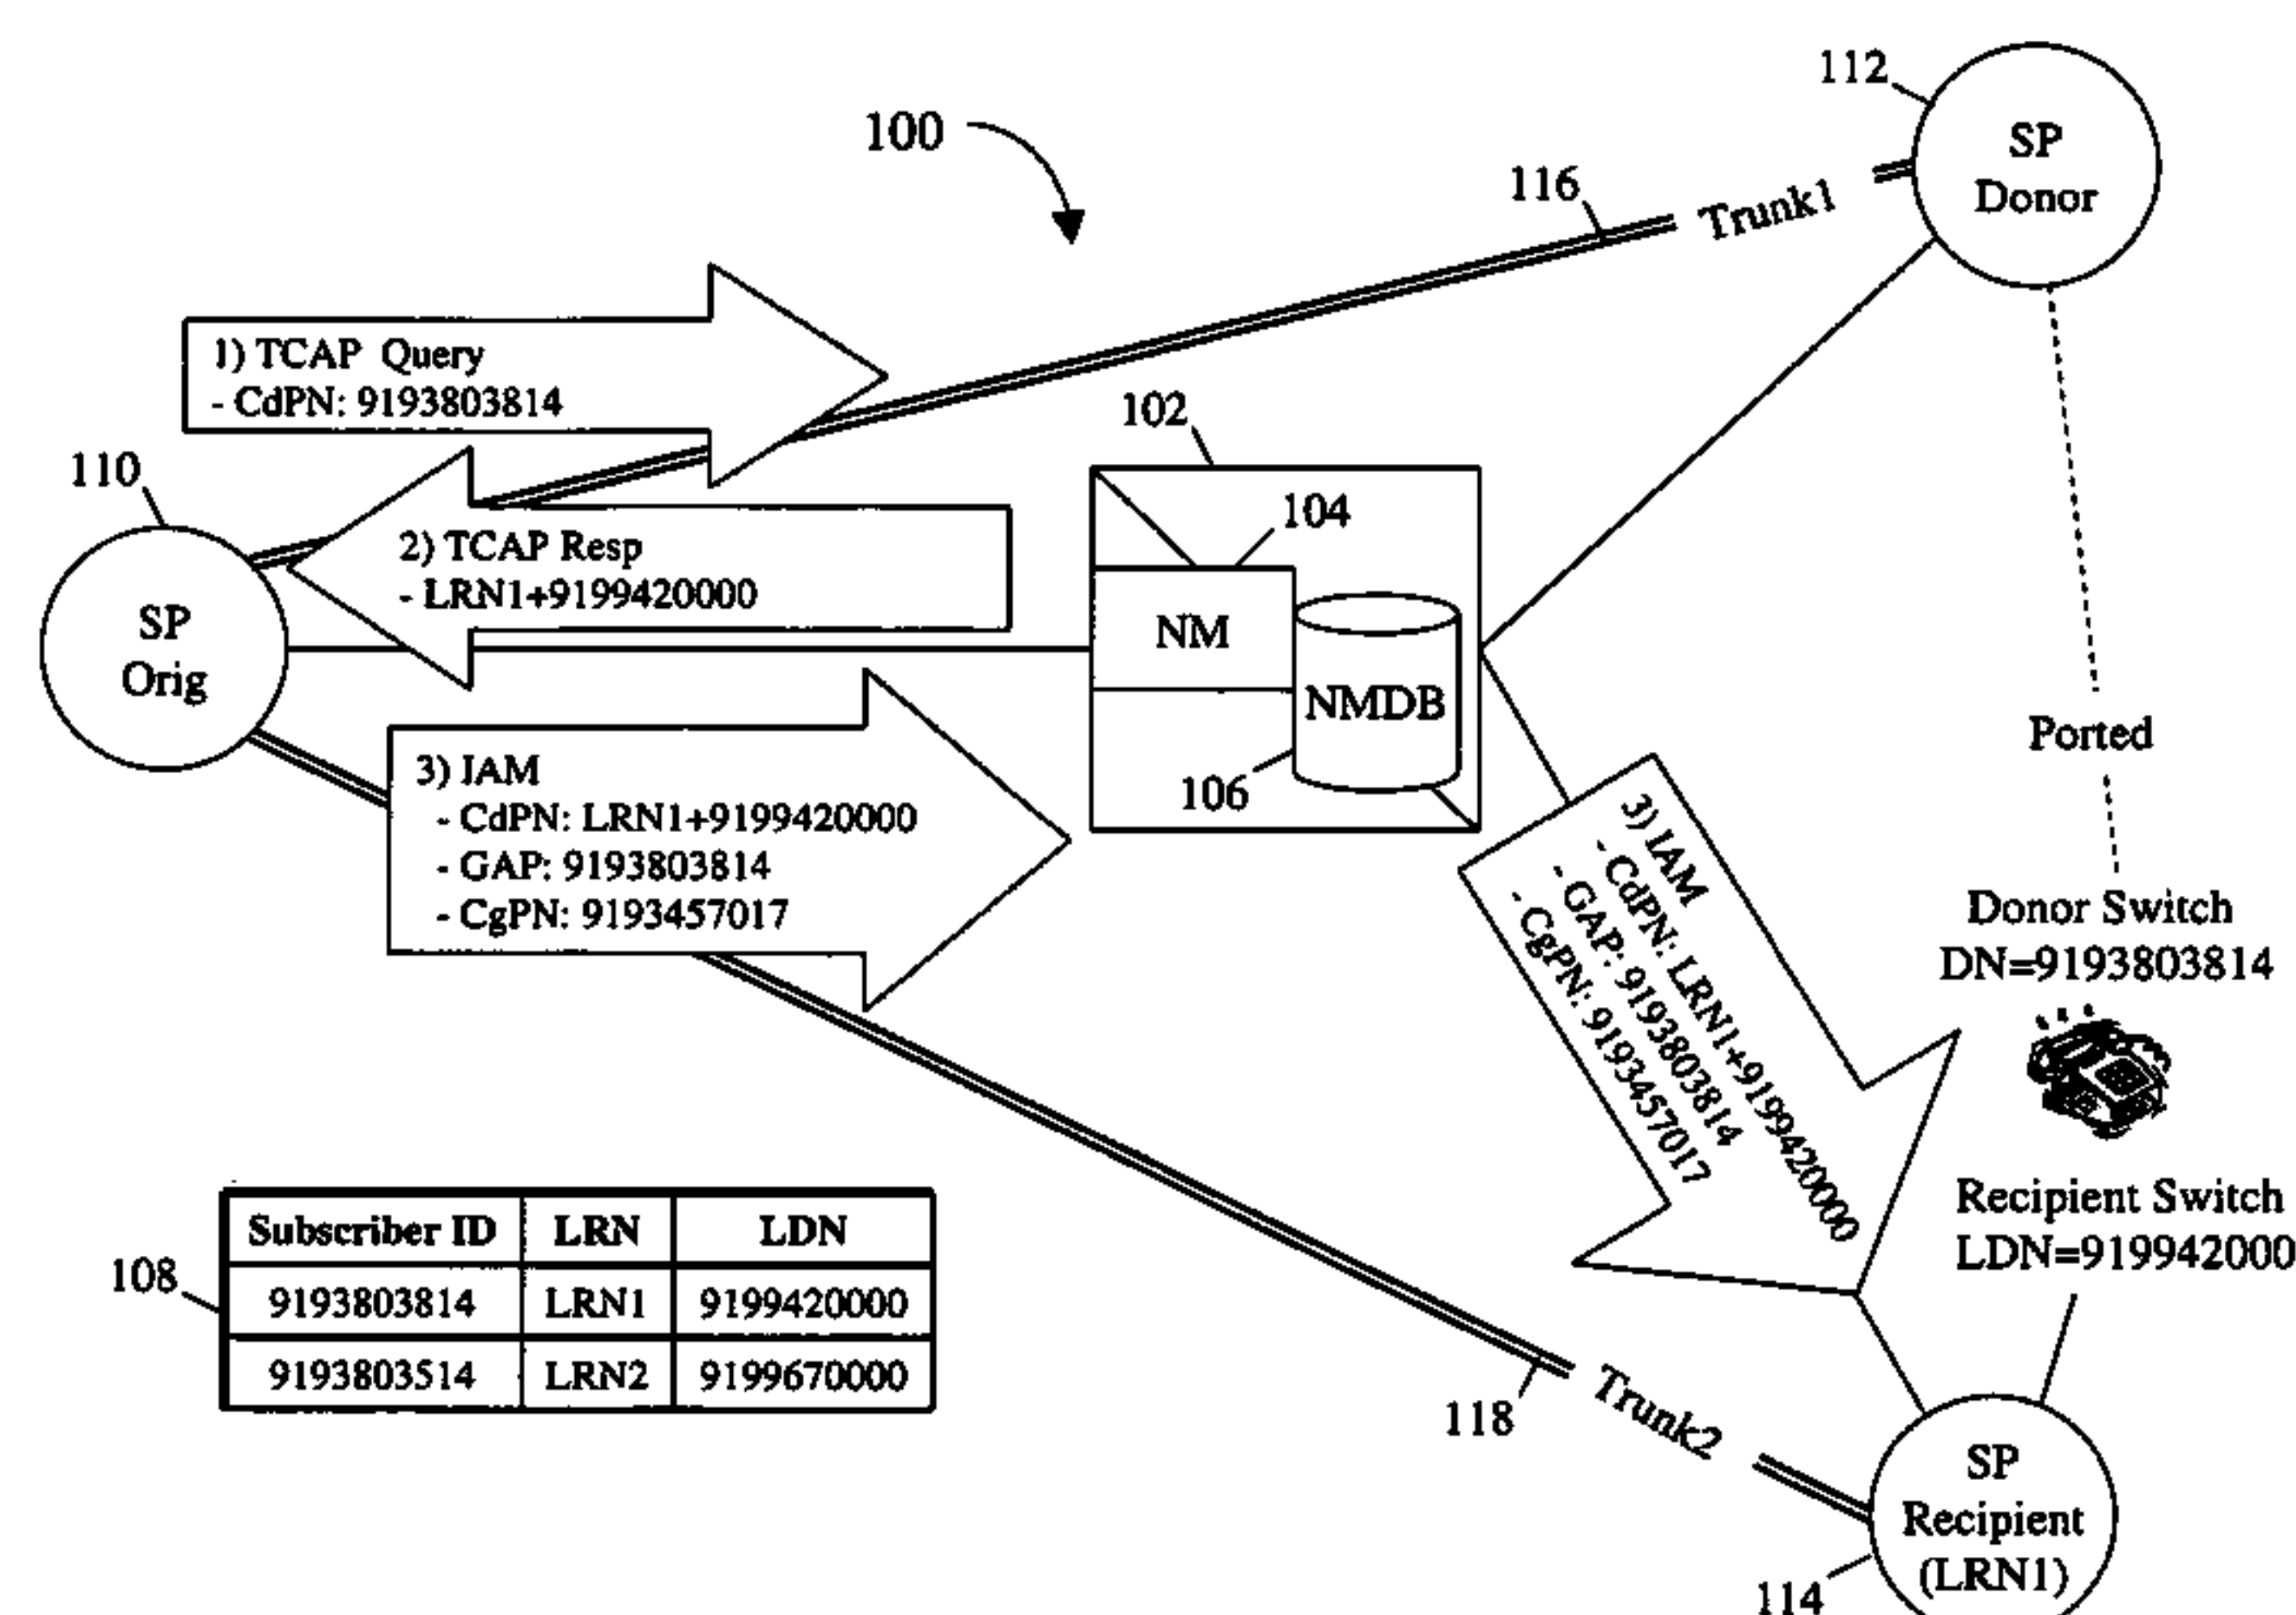 100
112
SP
Donor
116
Trunk1
1) TCAP Query
- CdPN: 9193803814
102
110
104
2) TCAP Resp
- LRN1+9199420000
SP
Orig
NM
NMDB
106
Ported
3) IAM
- CdPN: LRN1+9199420000
- GAP: 9193803814
- CgPN: 9193457017
3) IAM
- CdPN: LRN1+9199420000
- GAP: 9193803814
- CgPN: 9193457017
Donor Switch
DN=9193803814
Recipient Switch
LDN=919942000
108
Subscriber ID LRN LDN
9193803814 LRN1 9199420000
9193803514 LRN2 9199670000
118
Trunk2
SP
Recipient
(LRN1)
114